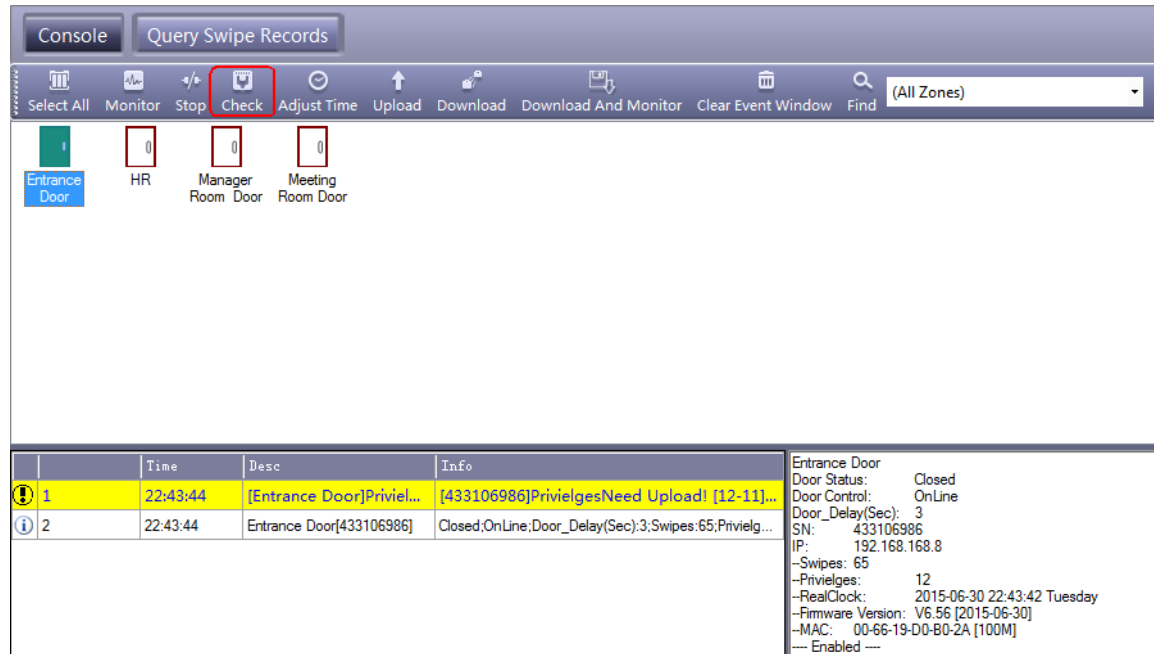 Console Query Swipe Records
Select All Monitor Stop Check Adjust Time Upload Download Download And Monitor Clear Event Window Find (All Zones)
Entrance Door
HR
Manager Room Door
Meeting Room Door
Time Desc Info
1 22:43:44 [Entrance Door]Priviel... [433106986]PrivielgesNeed Upload! [12-11]...
2 22:43:44 Entrance Door[433106986] Closed;OnLine;Door_Delay(Sec):3;Swipes:65;Privielg...
Entrance Door
Door Status: Closed
Door Control: OnLine
Door_Delay(Sec): 3
SN: 433106986
IP: 192.168.168.8
--Swipes: 65
--Privielges: 12
--RealClock: 2015-06-30 22:43:42 Tuesday
--Firmware Version: V6.56 [2015-06-30]
--MAC: 00-66-19-D0-B0-2A [100M]
---- Enabled ----